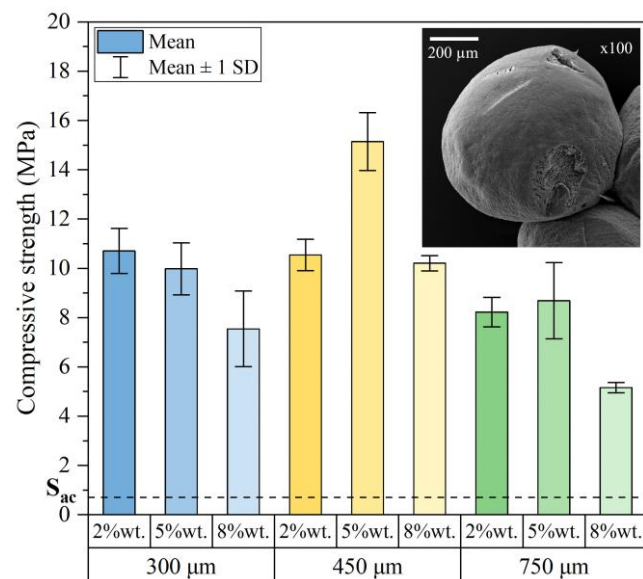 Compressive strength (MPa)
20
18
16
14
12
10
8
6
4
2
0
S_ac
Mean
Mean ± 1 SD
200 µm
x100
2%wt. 5%wt. 8%wt. 2%wt. 5%wt. 8%wt. 2%wt. 5%wt. 8%wt.
300 µm 450 µm 750 µm